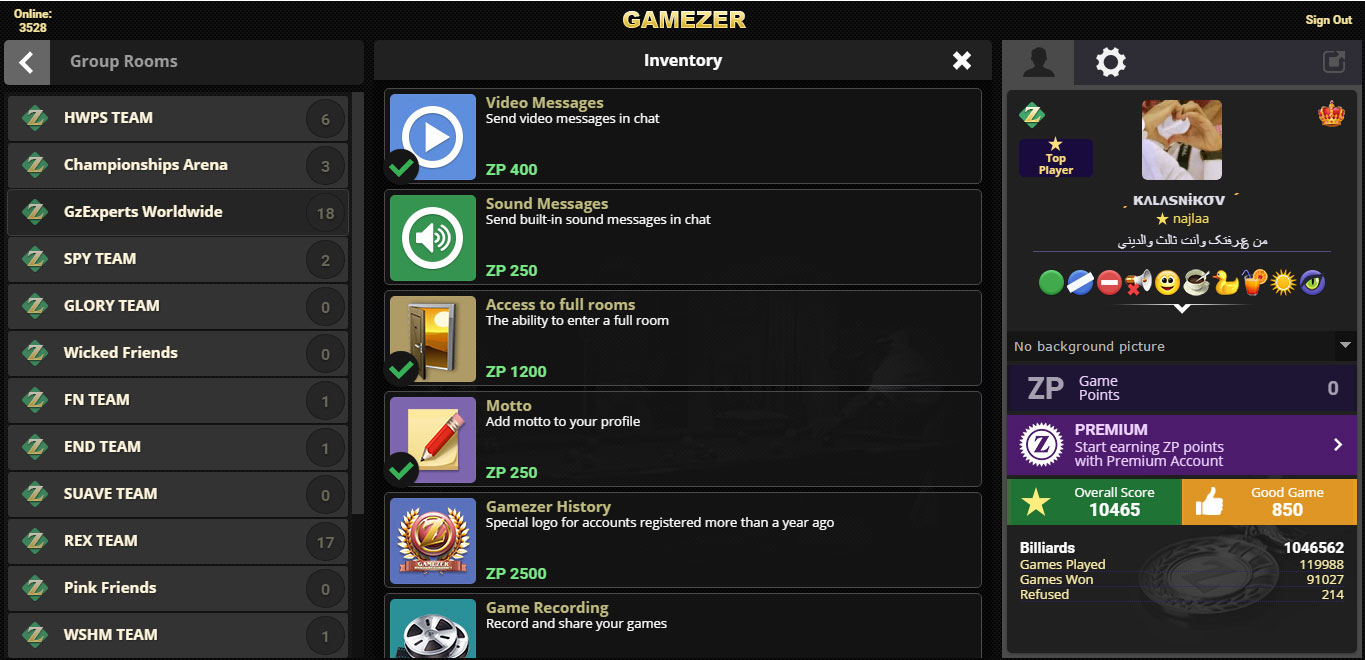 Online:
3528
GAMEZER
Sign Out
Group Rooms
HWPS TEAM 6
Championships Arena 3
GzExperts Worldwide 18
SPY TEAM 2
GLORY TEAM 0
Wicked Friends 0
FN TEAM 1
END TEAM 1
SUAVE TEAM 0
REX TEAM 17
Pink Friends 0
WSHM TEAM 1
Inventory
Video Messages
Send video messages in chat
ZP 400
Sound Messages
Send built-in sound messages in chat
ZP 250
Access to full rooms
The ability to enter a full room
ZP 1200
Motto
Add motto to your profile
ZP 250
Gamezer History
Special logo for accounts registered more than a year ago
ZP 2500
Game Recording
Record and share your games
Top
Player
najlaa
من وانت ثالث والديني
No background picture
ZP Game
Points 0
PREMIUM
Start earning ZP points
with Premium Account
Overall Score
10465
Good Game
850
Billiards 1046562
Games Played 119988
Games Won 91027
Refused 214